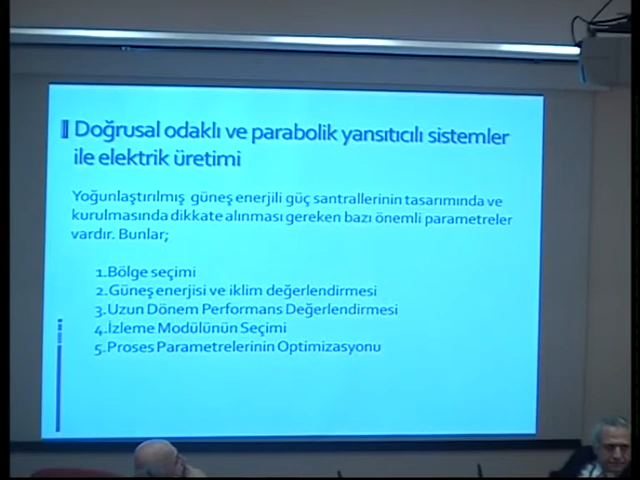 Doğrusal odaklı ve parabolik yansıtıcılı sistemler
ile elektrik üretimi
Yoğunlaştırılmış güneş enerjili güç santrallerinin tasarımında ve
kurulmasında dikkate alınması gereken bazı önemli parametreler
vardır. Bunlar;
1.Bölge seçimi
2.Güneş enerjisi ve iklim değerlendirmesi
3.Uzun Dönem Performans Değerlendirmesi
4.İzleme Modülünün Seçimi
5.Proses Parametrelerinin Optimizasyonu